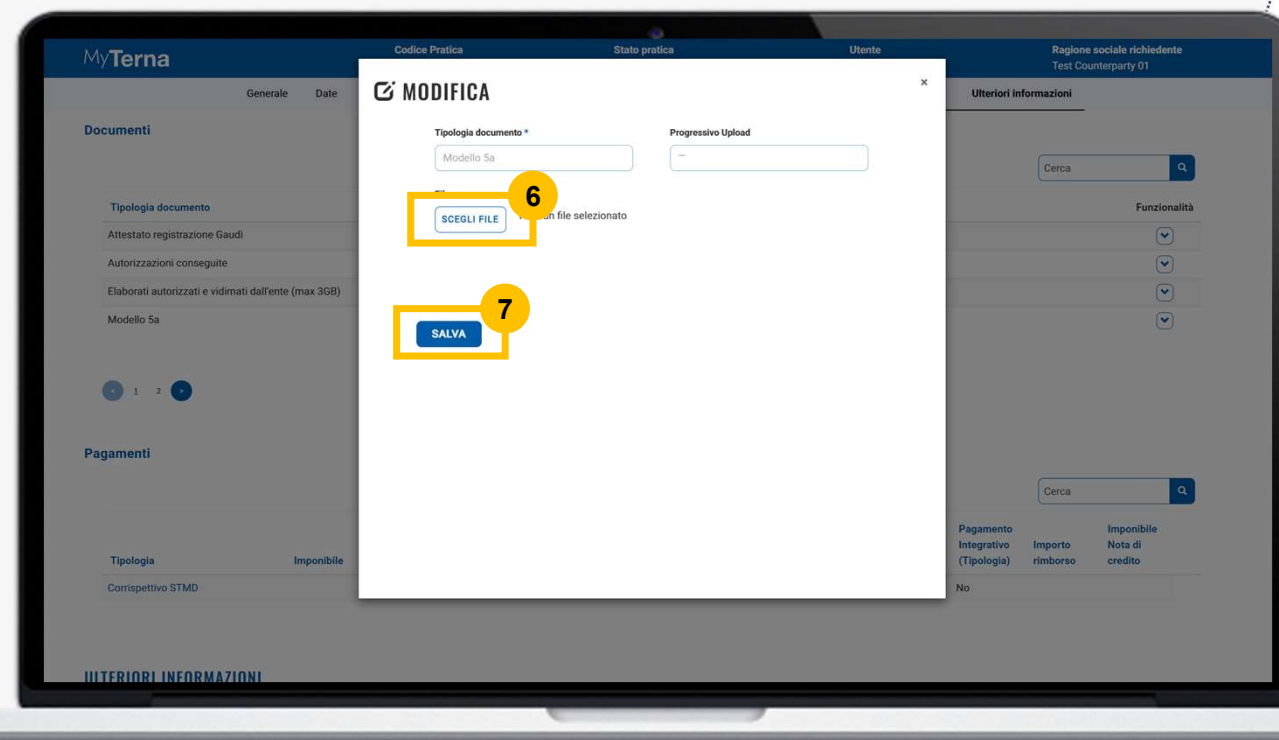 MyTerna
Codice Pratica
Stato pratica
Utente
Ragione sociale richiedente
Test Counterparty 01
Generale
Date
Ulteriori informazioni
MODIFICA
×
Tipologia documento *
Progressivo Upload
Modello 5a
—
6
SCEGLI FILE
file selezionato
7
SALVA
Documenti
Cerca
Tipologia documento
Funzionalità
Attestato registrazione Gaudì
Autorizzazioni conseguite
Elaborati autorizzati e vidimati dall'ente (max 3GB)
Modello 5a
< 1 2 >
Pagamenti
Cerca
Tipologia
Imponibile
Pagamento
Integrativo
(Tipologia)
Importo
rimborso
Imponibile
Nota di
credito
Corrispettivo STMD
No
ULTERIORI INFORMAZIONI